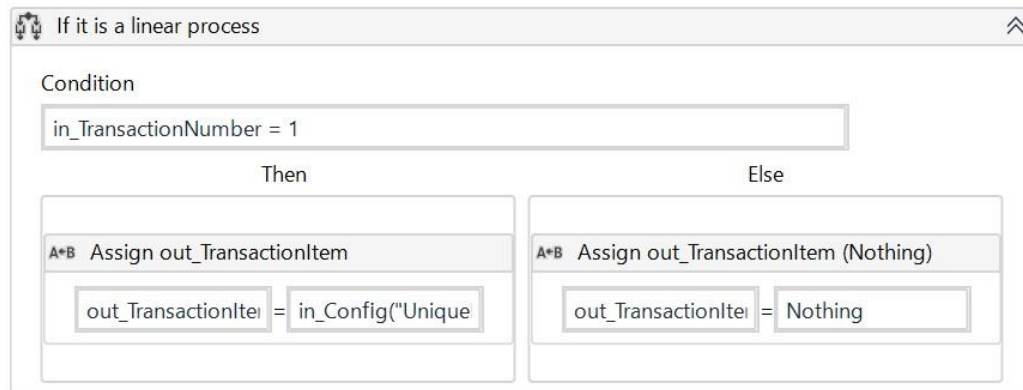 If it is a linear process
Condition
in_TransactionNumber = 1
Then
Else
A←B Assign out_TransactionItem
out_TransactionIte = in_Config("Unique
A←B Assign out_TransactionItem (Nothing)
out_TransactionIte = Nothing